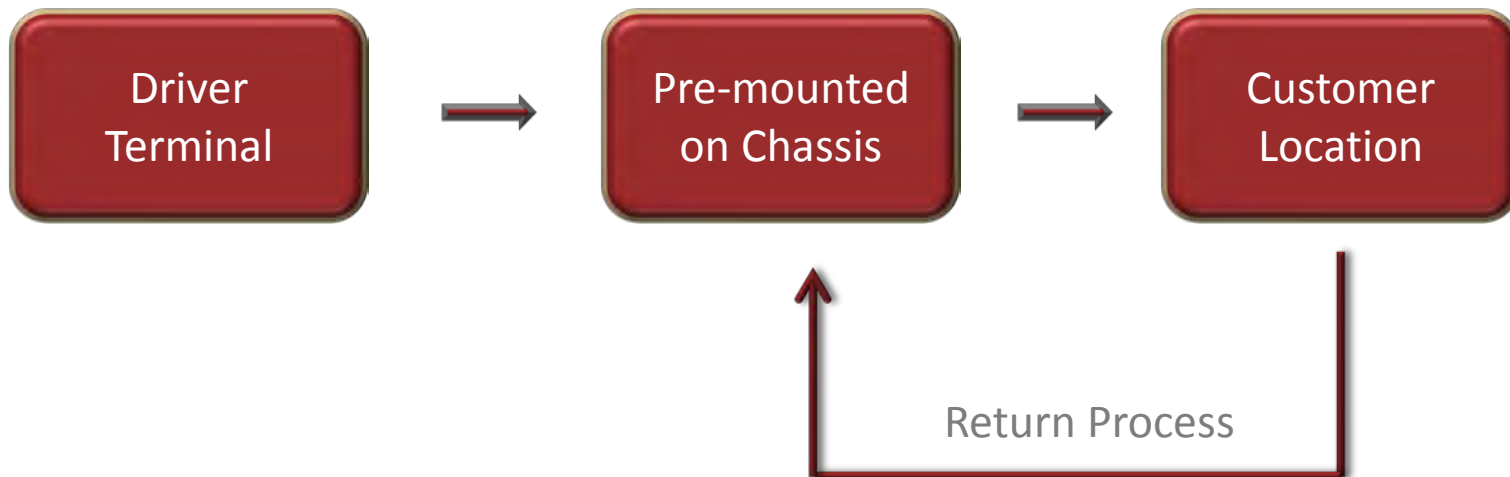 Driver
Terminal
Pre-mounted
on Chassis
Customer
Location
Return Process